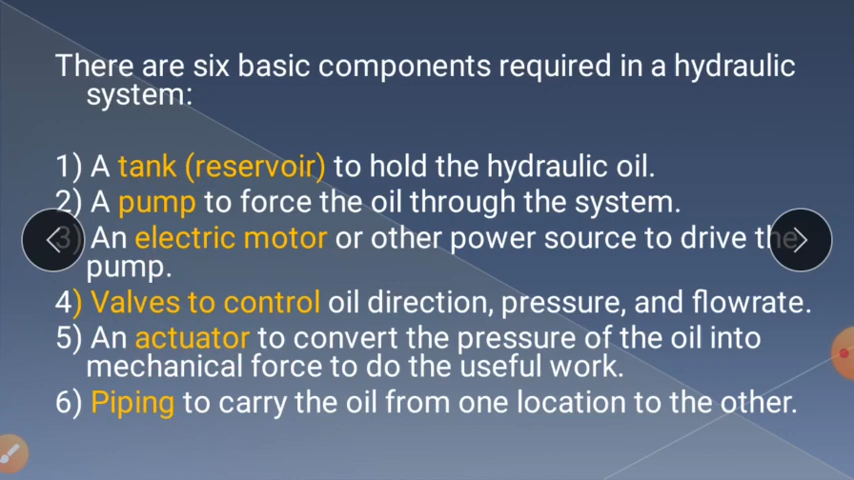 There are six basic components required in a hydraulic
system:
1) A tank (reservoir) to hold the hydraulic oil.
2) A pump to force the oil through the system.
3) An electric motor or other power source to drive the
pump.
4) Valves to control oil direction, pressure, and flowrate.
5) An actuator to convert the pressure of the oil into
mechanical force to do the useful work.
6) Piping to carry the oil from one location to the other.